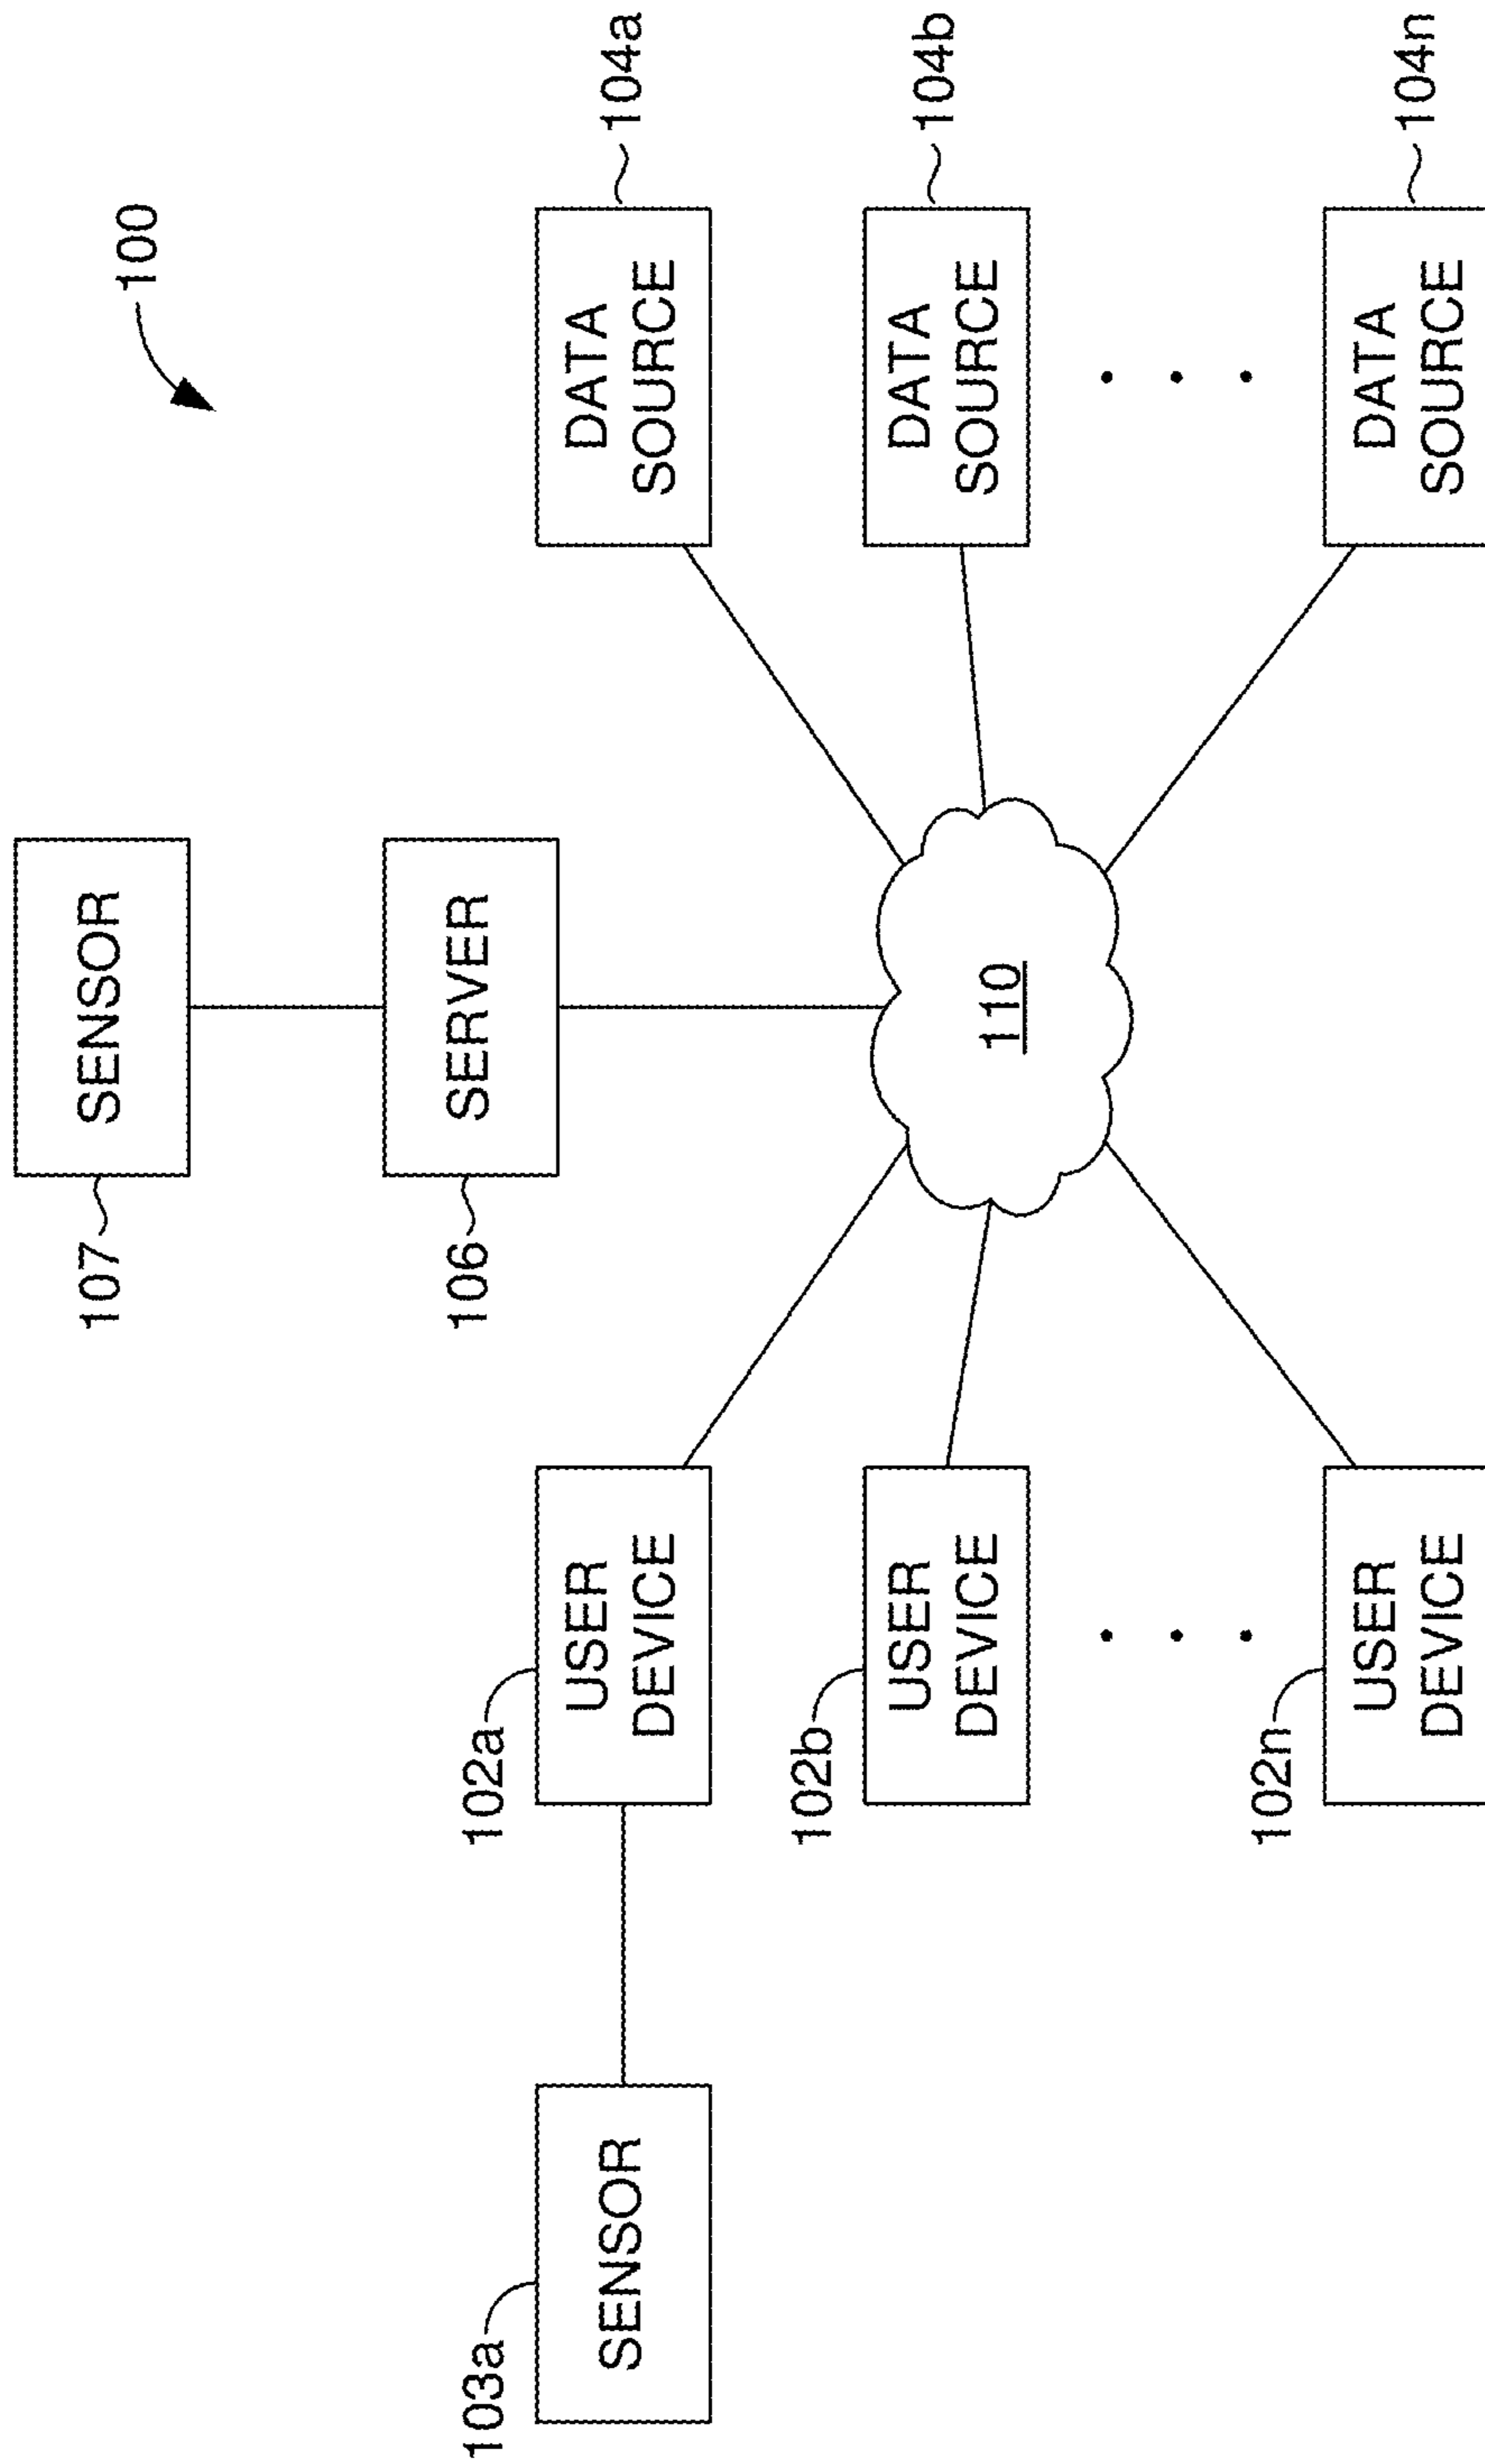 100
107
SENSOR
106
SERVER
103a
SENSOR
102a
USER
DEVICE
DATA
SOURCE
104a
102b
USER
DEVICE
110
DATA
SOURCE
104b
102n
USER
DEVICE
DATA
SOURCE
104n